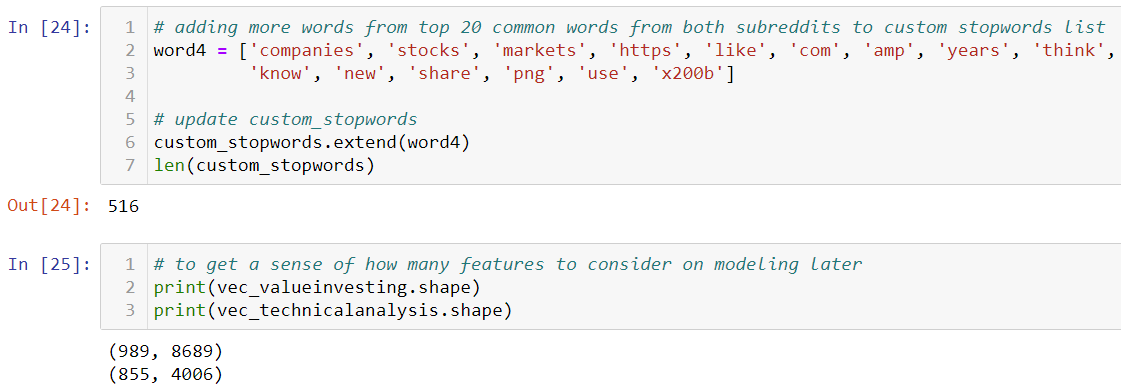 In [24]:
1 # adding more words from top 20 common words from both subreddits to custom stopwords list
2 word4 = ['companies', 'stocks', 'markets', 'https', 'like', 'com', 'amp', 'years', 'think',
3 'know', 'new', 'share', 'png', 'use', 'x200b']
4
5 # update custom_stopwords
6 custom_stopwords.extend(word4)
7 len(custom_stopwords)
Out[24]: 516
In [25]:
1 # to get a sense of how many features to consider on modeling later
2 print(vec_valueinvesting.shape)
3 print(vec_technicalanalysis.shape)
(989, 8689)
(855, 4006)